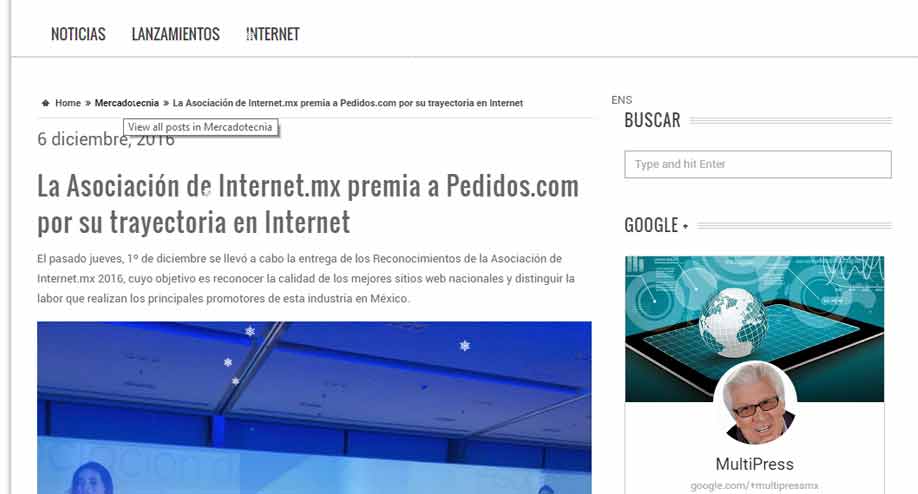 NOTICIAS LANZAMIENTOS INTERNET
Home » Mercadotecnia » La Asociación de Internet.mx premia a Pedidos.com por su trayectoria en Internet
View all posts in Mercadotecnia
6 diciembre, 2016
La Asociación de Internet.mx premia a Pedidos.com
por su trayectoria en Internet
El pasado jueves, 1º de diciembre se llevó a cabo la entrega de los Reconocimientos de la Asociación de
Internet.mx 2016, cuyo objetivo es reconocer la calidad de los mejores sitios web nacionales y distinguir la
labor que realizan los principales promotores de esta industria en México.
ENS
BUSCAR
Type and hit Enter
GOOGLE +
MultiPress
google.com/+multipressmx